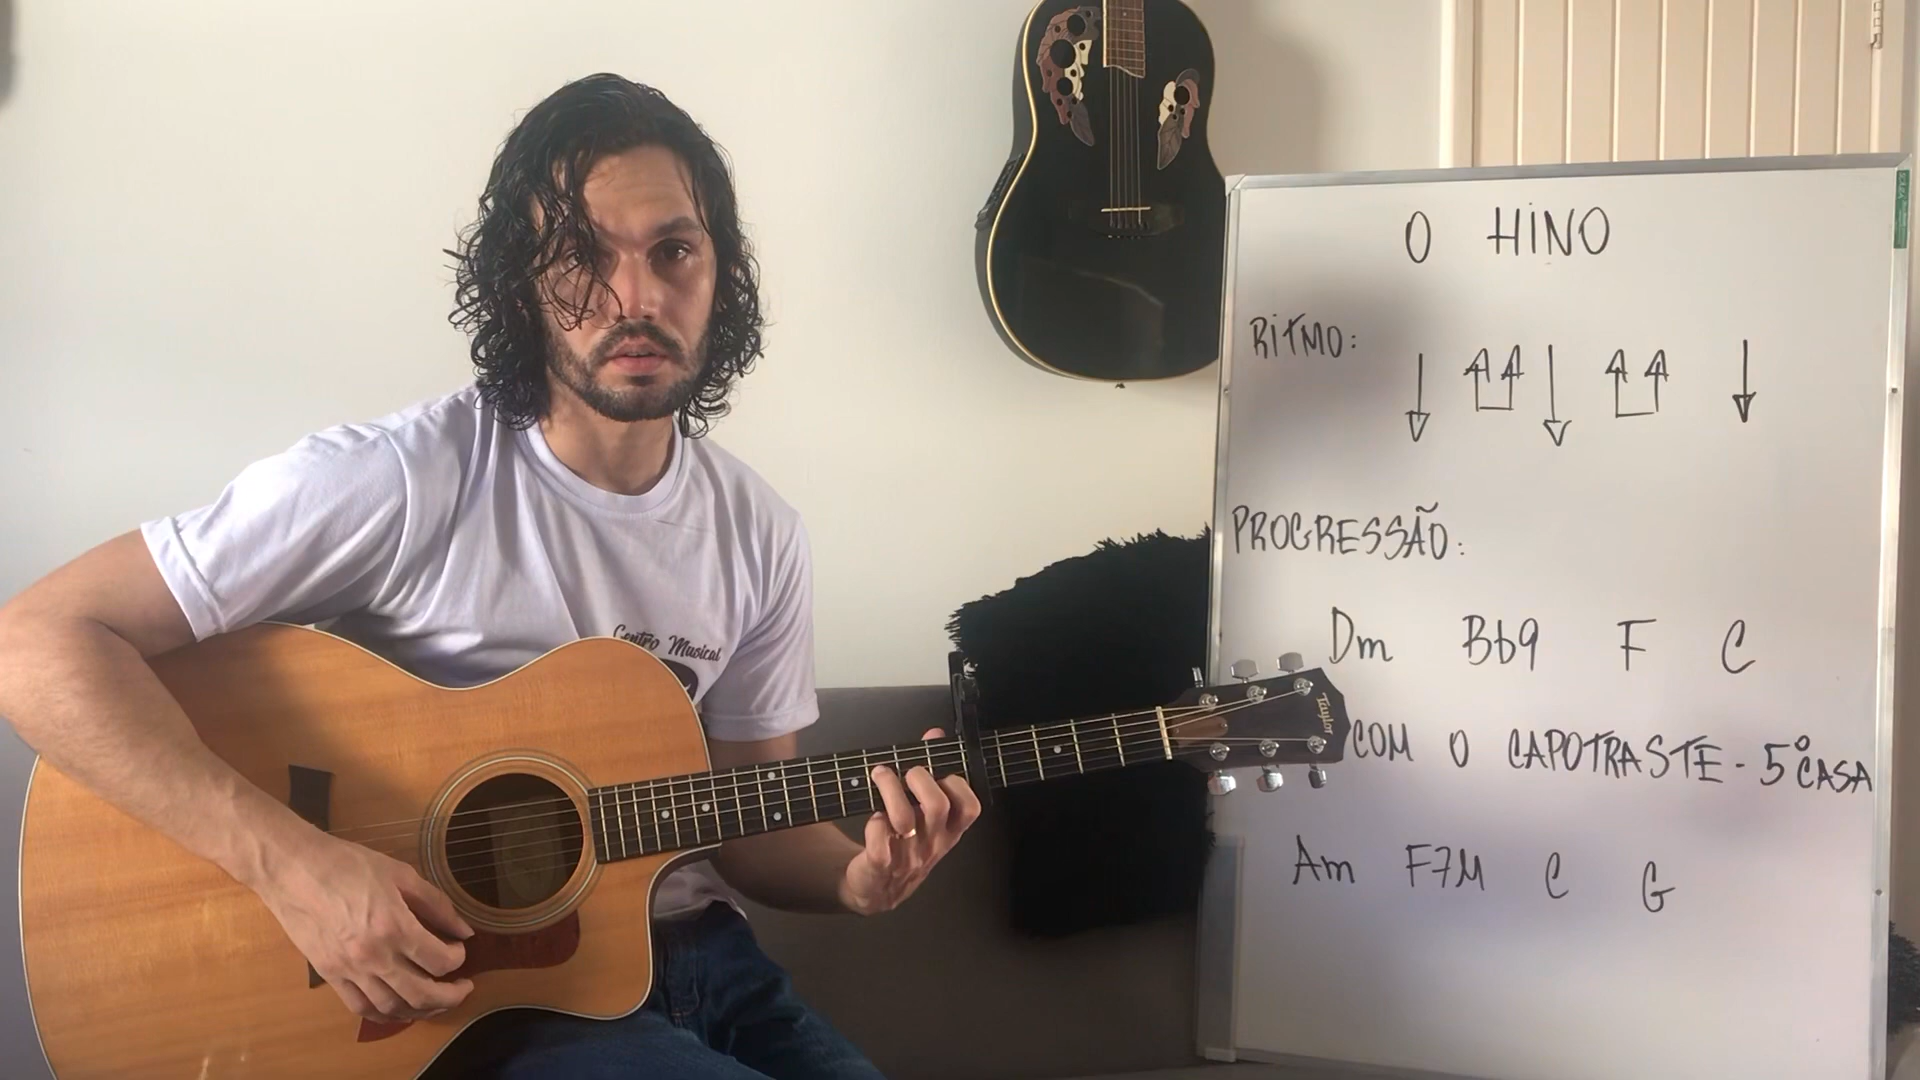 O HINO
RITMO:
PROGRESSÃO:
Dm Bb9 F C
COM O CAPOTRASTE - 5º CASA
Am F7M C G
Centro Musical
Taylor